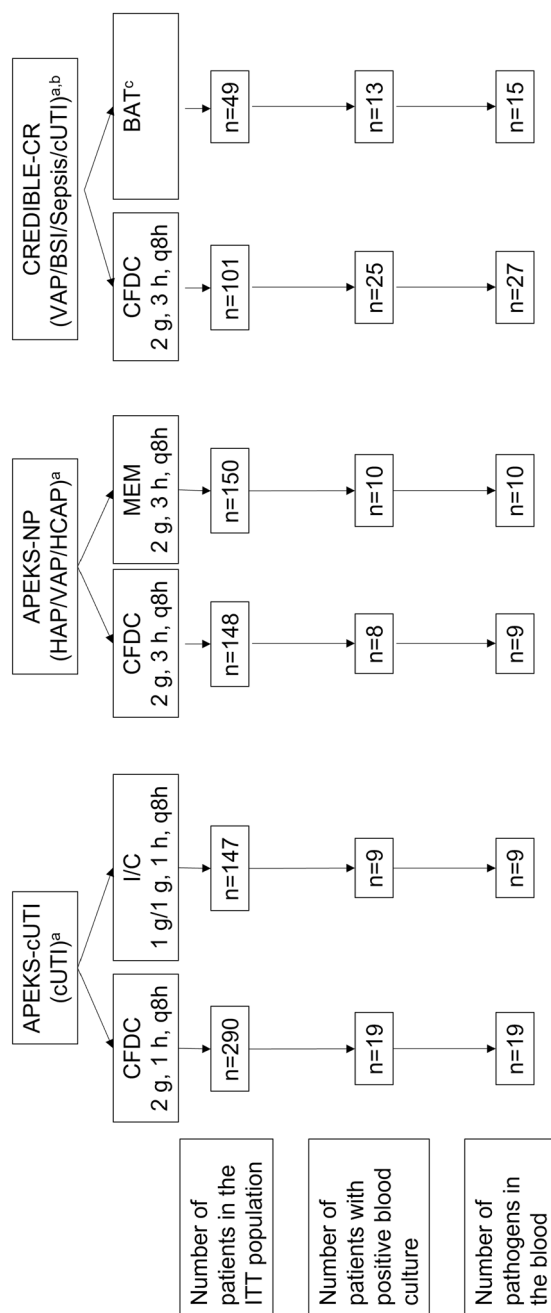 APEKS-cUTI
(cUTI)ᵃ
APEKS-NP
(HAP/VAP/HCAP)ᵃ
CREDIBLE-CR
(VAP/BSI/Sepsis/cUTI)ᵃ,ᵇ
CFDC
2 g, 1 h, q8h
I/C
1 g/1 g, 1 h, q8h
CFDC
2 g, 3 h, q8h
MEM
2 g, 3 h, q8h
CFDC
2 g, 3 h, q8h
BATᶜ
Number of
patients in the
ITT population
n=290
n=147
n=148
n=150
n=101
n=49
Number of
patients with
positive blood
culture
n=19
n=9
n=8
n=10
n=25
n=13
Number of
pathogens in
the blood
n=19
n=9
n=9
n=10
n=27
n=15